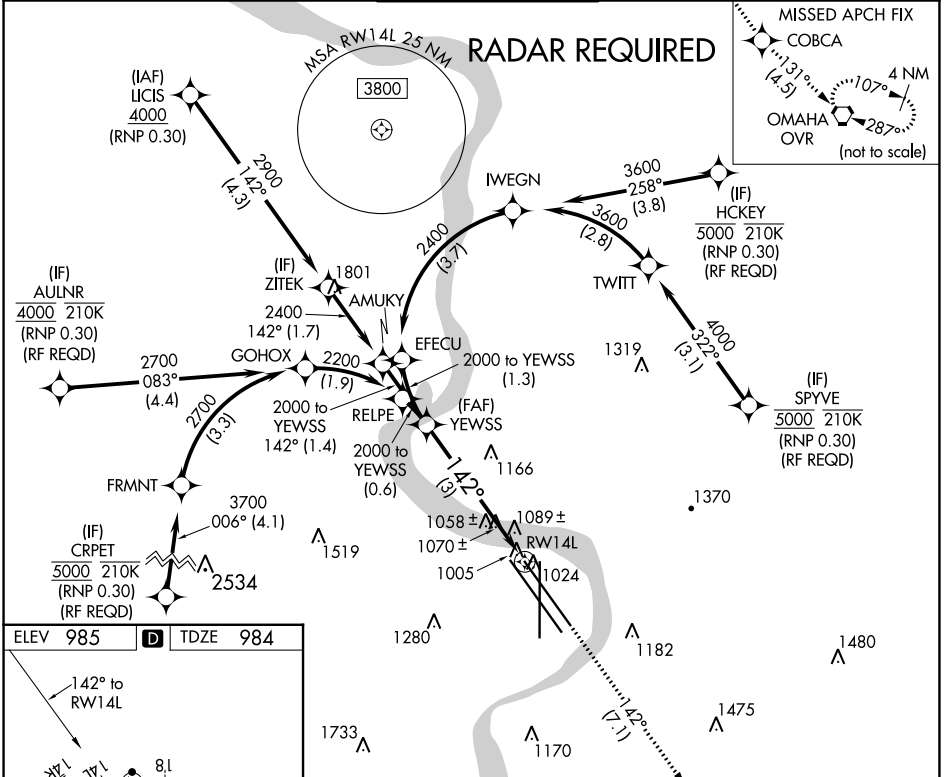 RADAR REQUIRED
MSA RW14L 25 NM
3800
MISSED APCH FIX
COBCA
131°
(4.5)
4 NM
107°
OMAHA
OVR
287°
(not to scale)
(IAF)
LICIS
4000
(RNP 0.30)
2900
142°
(4.3)
IWEGN
3600
258°
(3.8)
(IF)
HCKEY
5000 210K
(RNP 0.30)
(RF REQD)
3600
(2.8)
TWITT
2400
(3.7)
(IF)
ZITEK
1801
AMUKY
2400
142° (1.7)
(IF)
AULNR
4000 210K
(RNP 0.30)
(RF REQD)
2700
083°
(4.4)
GOHOX
2200
(1.9)
EFECU
2000 to YEWSS
(1.3)
1319
4000
322°
(3.1)
(IF)
SPYVE
5000 210K
(RNP 0.30)
(RF REQD)
2700
(3.3)
2000 to
YEWSS
142° (1.4)
RELPE
(FAF)
YEWSS
2000 to
YEWSS
(0.6)
142°
(3)
1166
1370
FRMNT
3700
006° (4.1)
(IF)
CRPET
5000 210K
(RNP 0.30)
(RF REQD)
2534
1519
1058 ±
1089 ±
1070 ±
RW14L
1005
1024
1280
1182
1480
ELEV 985
D
TDZE 984
142° to
RW14L
14R
14L
18
1733
1170
1475
142°
(7.1)